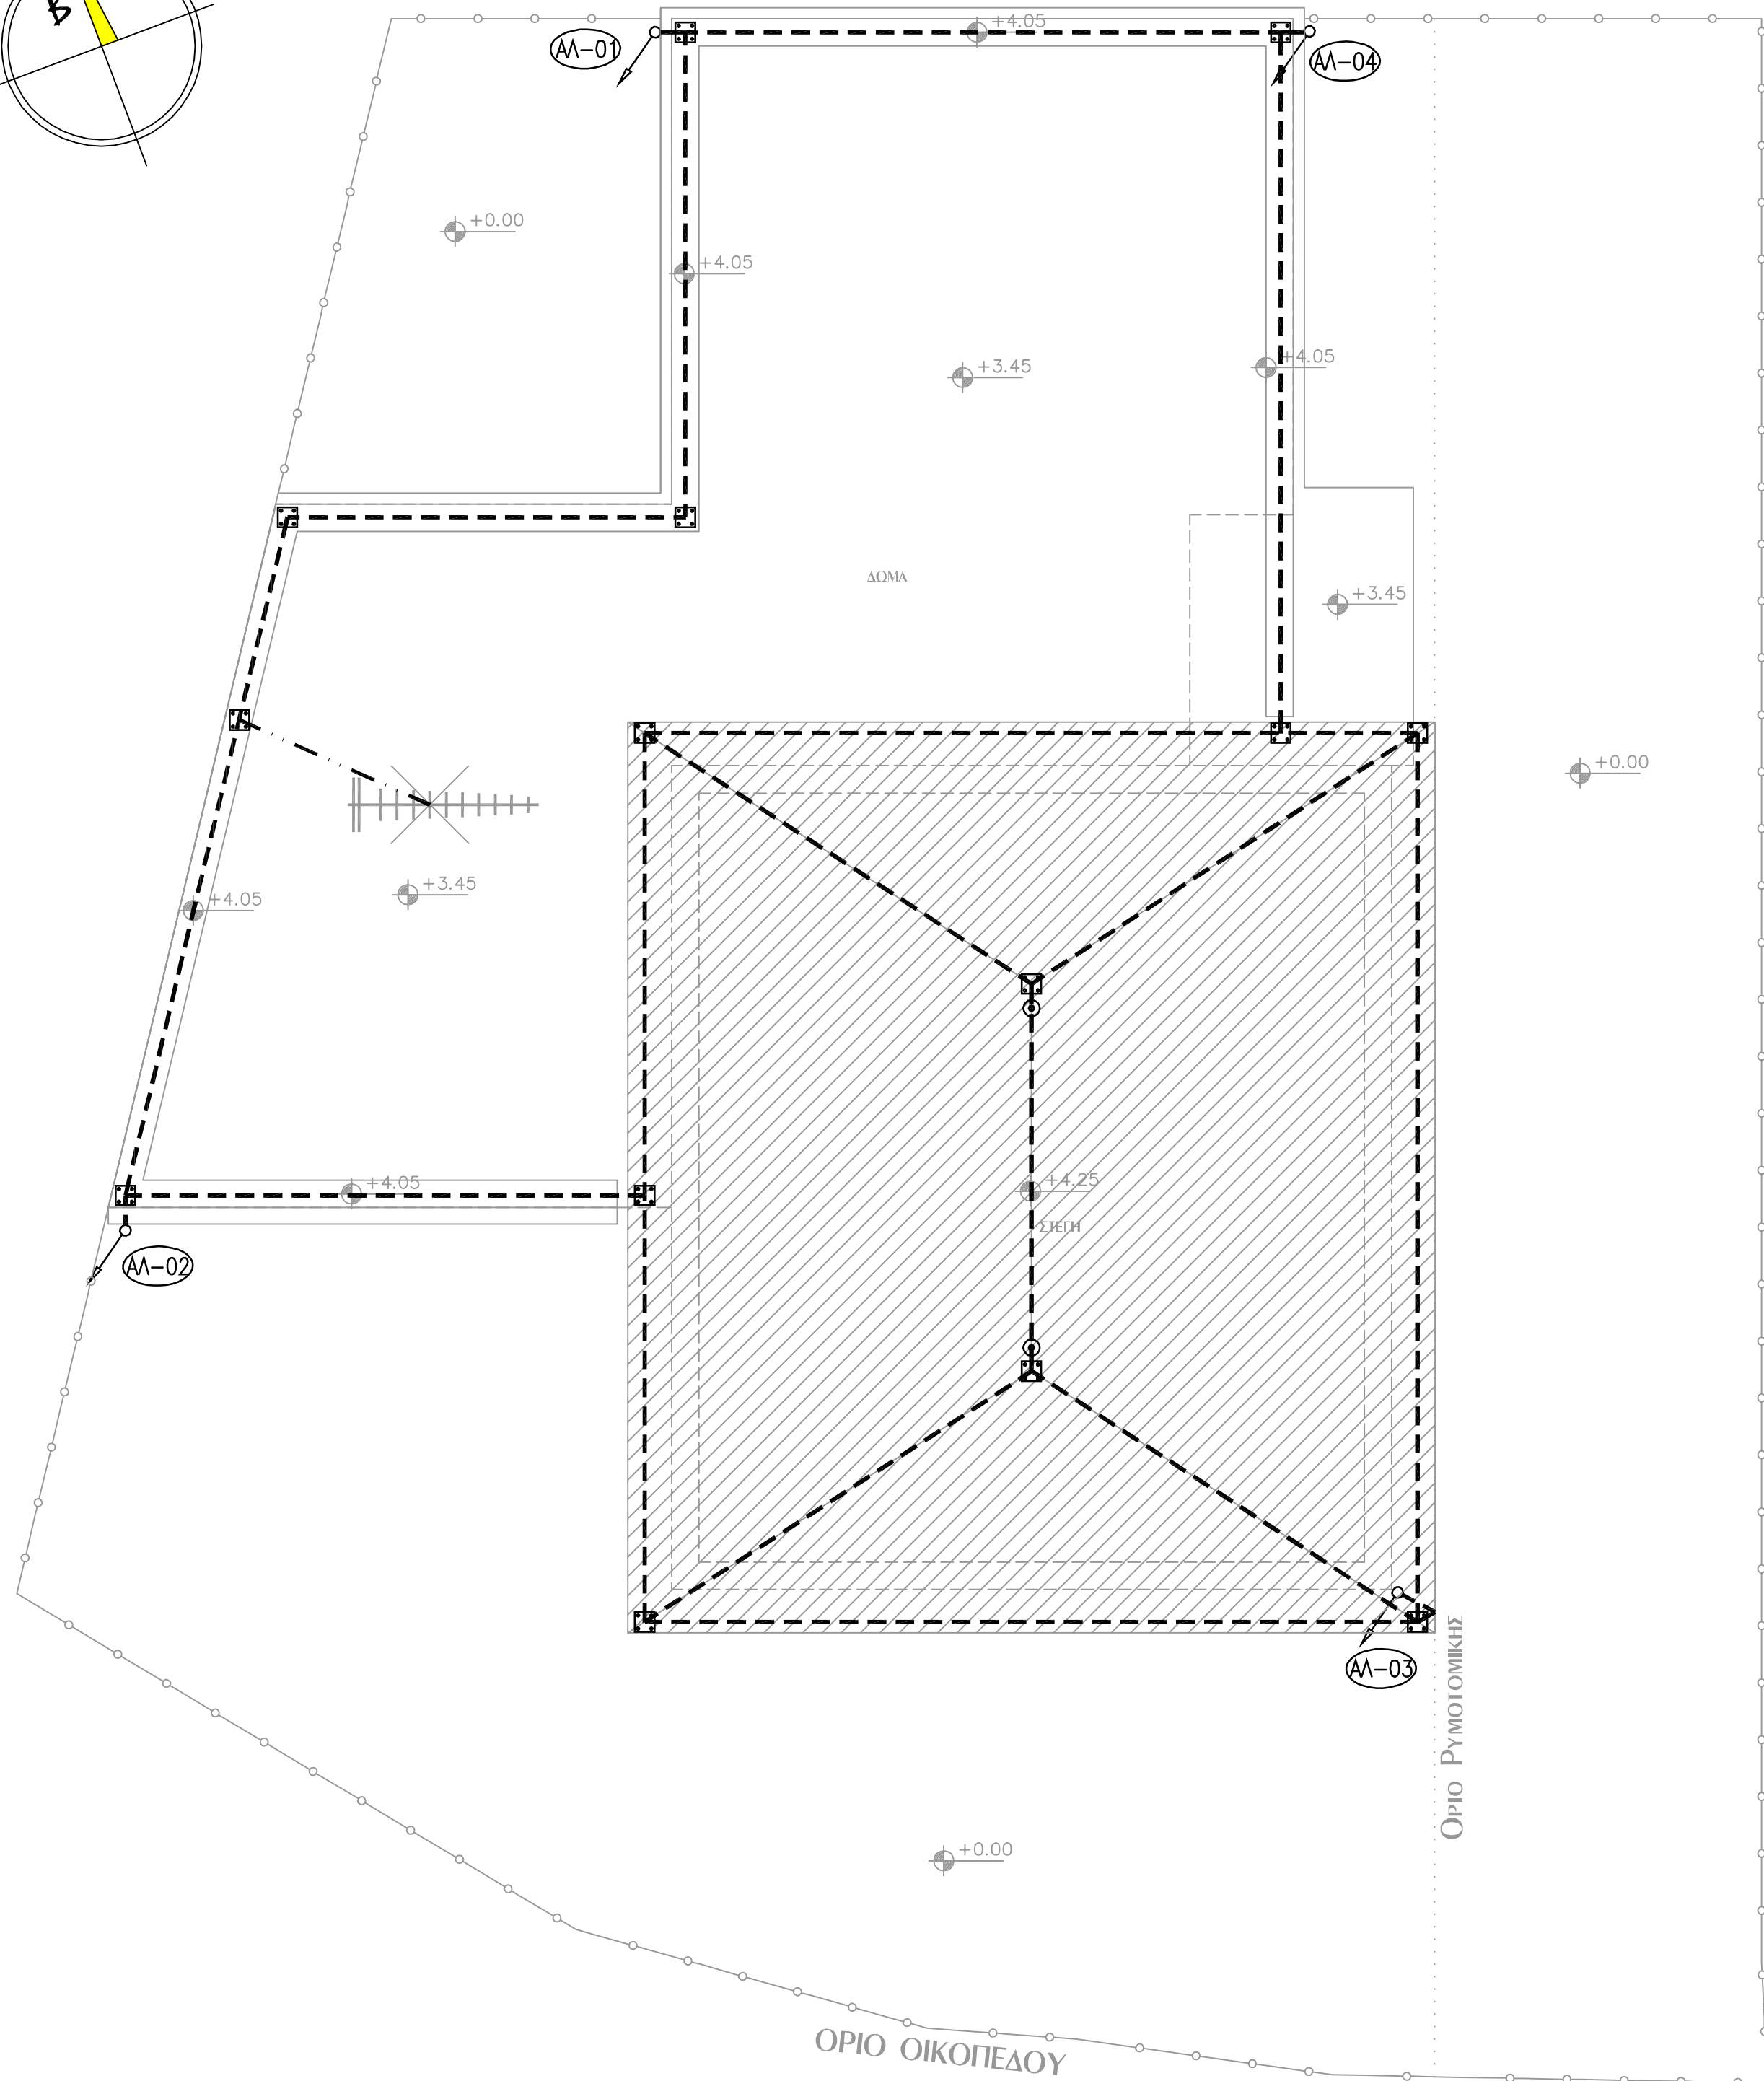 Β
+4.05
ΑΛ-01
ΑΛ-04
+0.00
+4.05
+4.05
+3.45
ΔΩΜΑ
+3.45
+0.00
+3.45
+4.05
+4.05
+4.25
ΣΤΕΓΗ
ΑΛ-02
ΑΛ-03
Οριο Ρυμοτομικης
+0.00
ΟΡΙΟ ΟΙΚΟΠΕΔΟΥ